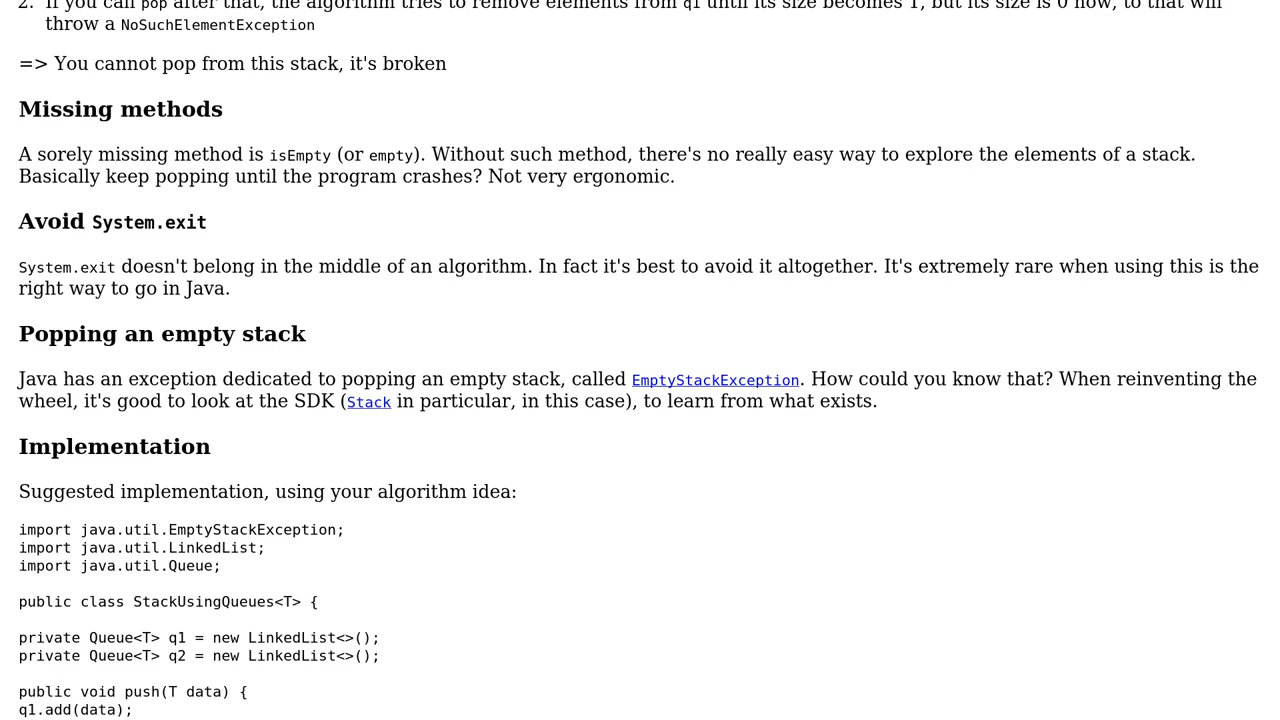 2. If you call pop after that, the algorithm tries to remove elements from q1 until its size becomes 1, but its size is 0 now, to that will
throw a NoSuchElementException
=> You cannot pop from this stack, it's broken
Missing methods
A sorely missing method is isEmpty (or empty). Without such method, there's no really easy way to explore the elements of a stack.
Basically keep popping until the program crashes? Not very ergonomic.
Avoid System.exit
System.exit doesn't belong in the middle of an algorithm. In fact it's best to avoid it altogether. It's extremely rare when using this is the
right way to go in Java.
Popping an empty stack
Java has an exception dedicated to popping an empty stack, called EmptyStackException. How could you know that? When reinventing the
wheel, it's good to look at the SDK (Stack in particular, in this case), to learn from what exists.
Implementation
Suggested implementation, using your algorithm idea:
import java.util.EmptyStackException;
import java.util.LinkedList;
import java.util.Queue;
public class StackUsingQueues<T> {
private Queue<T> q1 = new LinkedList<>();
private Queue<T> q2 = new LinkedList<>();
public void push(T data) {
q1.add(data);